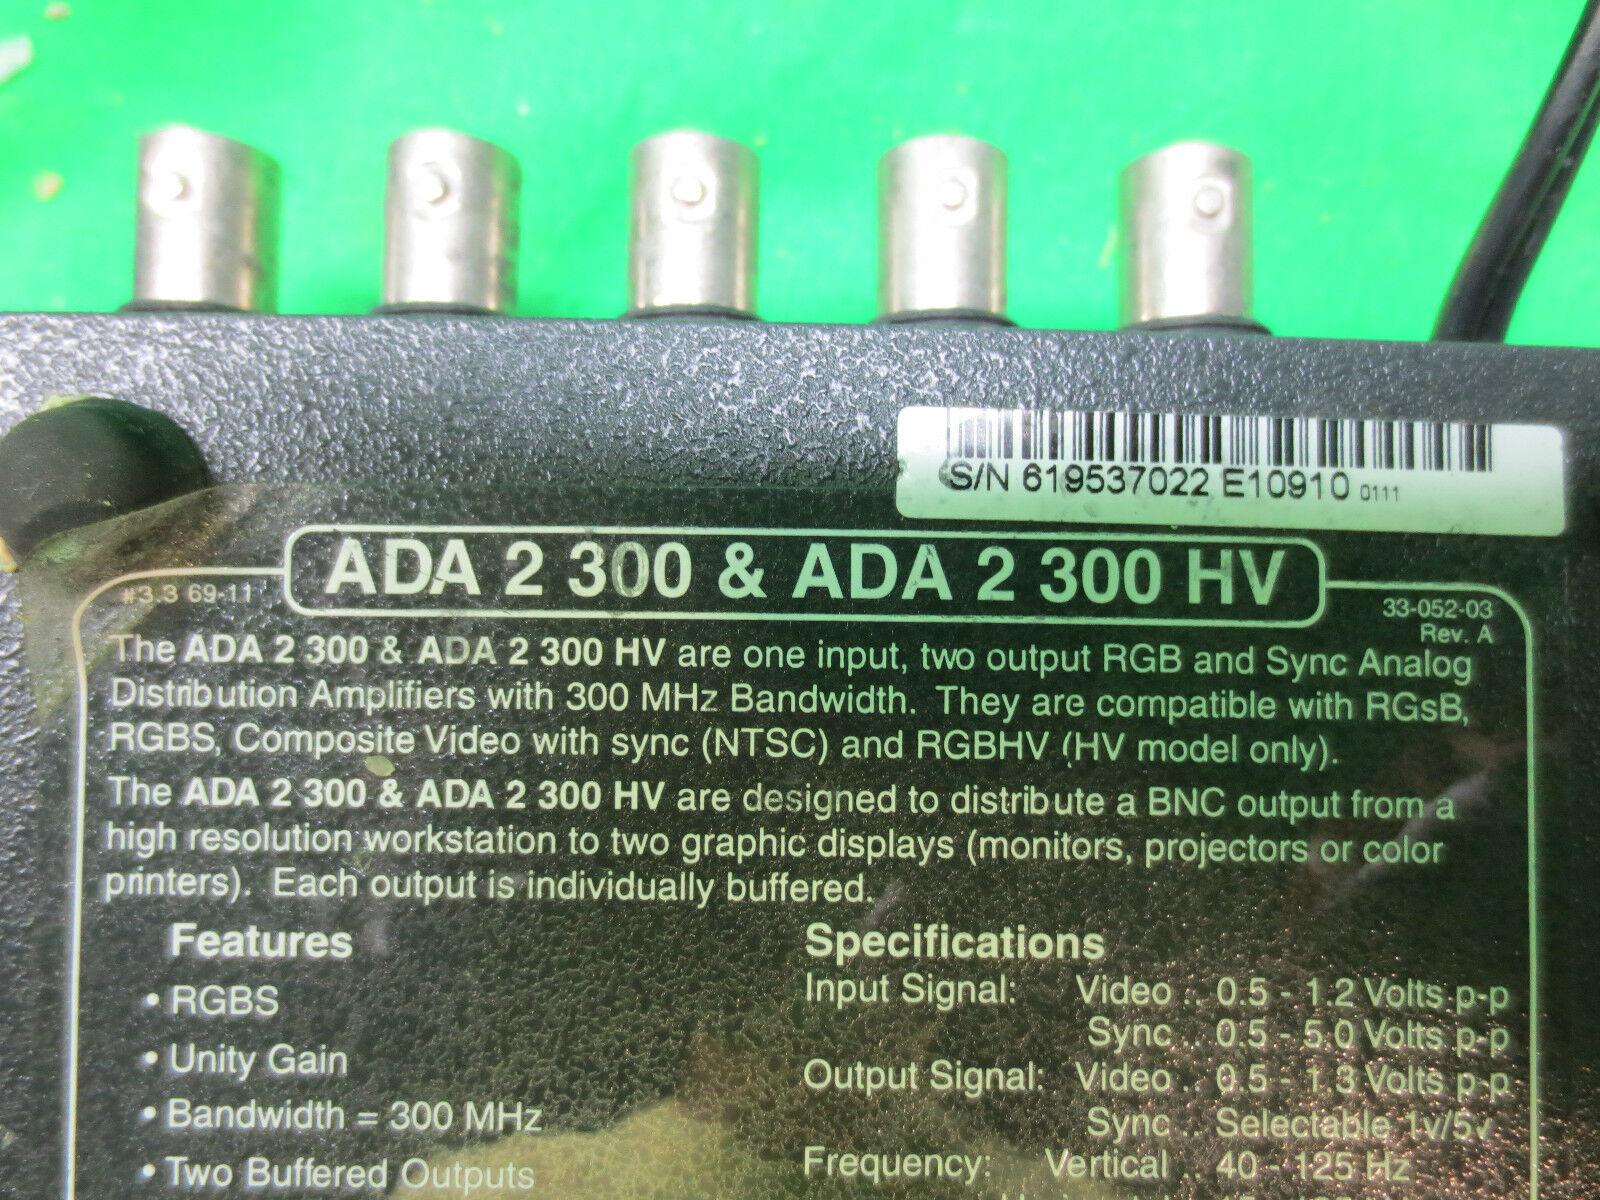 S/N 619537022 E10910 0111
ADA 2 300 & ADA 2 300 HV
#3.3 69-11
33-052-03
Rev. A
The ADA 2 300 & ADA 2 300 HV are one input, two output RGB and Sync Analog
Distribution Amplifiers with 300 MHz Bandwidth. They are compatible with RGsB,
RGBS, Composite Video with sync (NTSC) and RGBHV (HV model only).
The ADA 2 300 & ADA 2 300 HV are designed to distribute a BNC output from a
high resolution workstation to two graphic displays (monitors, projectors or color
printers). Each output is individually buffered.
Features
• RGBS
• Unity Gain
• Bandwidth = 300 MHz
• Two Buffered Outputs
Specifications
Input Signal: Video .. 0.5 - 1.2 Volts p-p
Sync .. 0.5 - 5.0 Volts p-p
Output Signal: Video .. 0.5 - 1.3 Volts p-p
Sync .. Selectable 1v/5v
Frequency: Vertical .. 40 - 125 Hz